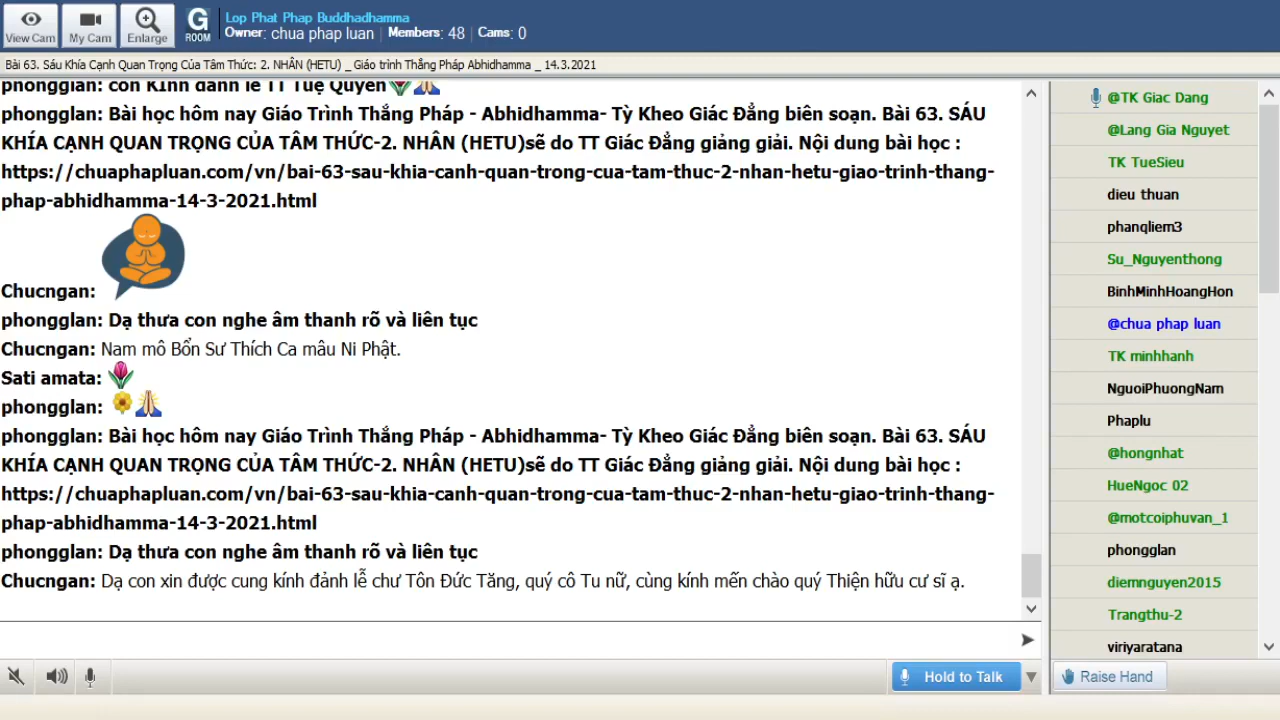 View Cam
My Cam
Enlarge
G
ROOM
Lop Phat Phap Buddhadhamma
Owner: chua phap luan | Members: 48 | Cams: 0
Bài 63. Sáu Khía Cạnh Quan Trọng Của Tâm Thức: 2. NHÂN (HETU) _ Giáo trình Thắng Pháp Abhidhamma _ 14.3.2021
phongglan: con Kính đảnh lễ TT Tuệ Quyền
phongglan: Bài học hôm nay Giáo Trình Thắng Pháp - Abhidhamma- Tỳ Kheo Giác Đẳng biên soạn. Bài 63. SÁU
KHÍA CẠNH QUAN TRỌNG CỦA TÂM THỨC-2. NHÂN (HETU)sẽ do TT Giác Đẳng giảng giải. Nội dung bài học :
https://chuaphapluan.com/vn/bai-63-sau-khia-canh-quan-trong-cua-tam-thuc-2-nhan-hetu-giao-trinh-thang-
phap-abhidhamma-14-3-2021.html
Chucngan:
phongglan: Dạ thưa con nghe âm thanh rõ và liên tục
Chucngan: Nam mô Bổn Sư Thích Ca mâu Ni Phật.
Sati amata:
phongglan:
phongglan: Bài học hôm nay Giáo Trình Thắng Pháp - Abhidhamma- Tỳ Kheo Giác Đẳng biên soạn. Bài 63. SÁU
KHÍA CẠNH QUAN TRỌNG CỦA TÂM THỨC-2. NHÂN (HETU)sẽ do TT Giác Đẳng giảng giải. Nội dung bài học :
https://chuaphapluan.com/vn/bai-63-sau-khia-canh-quan-trong-cua-tam-thuc-2-nhan-hetu-giao-trinh-thang-
phap-abhidhamma-14-3-2021.html
phongglan: Dạ thưa con nghe âm thanh rõ và liên tục
Chucngan: Dạ con xin được cung kính đảnh lễ chư Tôn Đức Tăng, quý cô Tu nữ, cùng kính mến chào quý Thiện hữu cư sĩ ạ.
@TK Giac Dang
@Lang Gia Nguyet
TK TueSieu
dieu thuan
phanqliem3
Su_Nguyenthong
BinhMinhHoangHon
@chua phap luan
TK minhhanh
NguoiPhuongNam
Phaplu
@hongnhat
HueNgoc 02
@motcoiphuvan_1
phongglan
diemnguyen2015
Trangthu-2
viriyaratana
Hold to Talk
Raise Hand